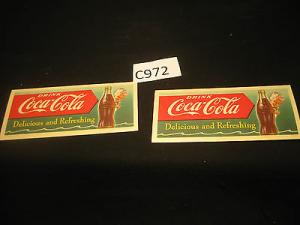 C972
DRINK
Coca-Cola
Delicious and Refreshing
DRINK
Coca-Cola
Delicious and Refreshing